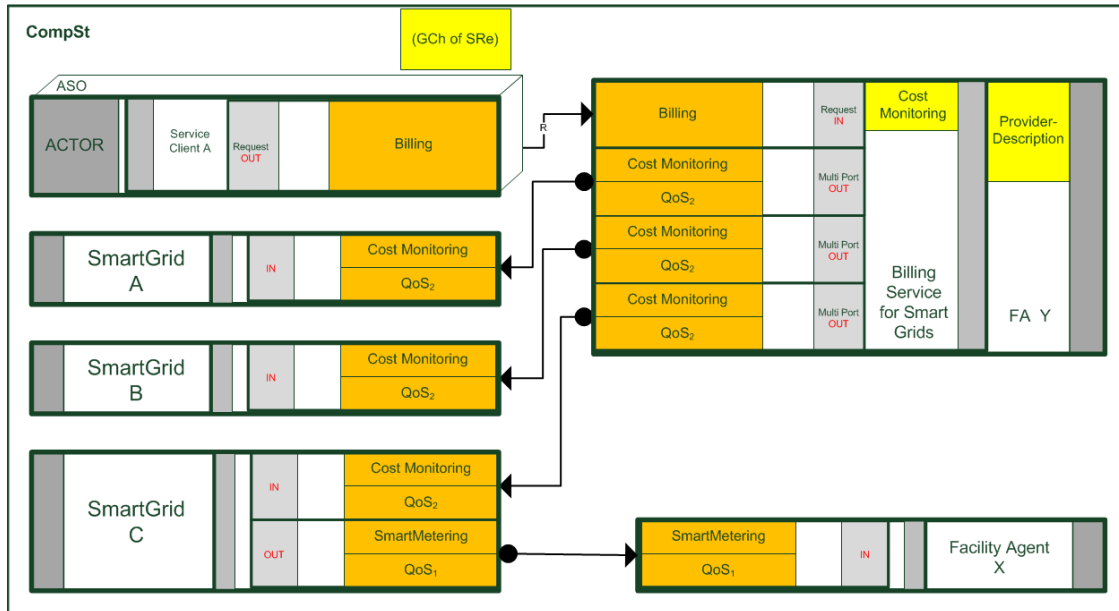 CompSt
(GCh of SRe)
ASO
ACTOR
Service
Client A
Request
OUT
Billing
R
Billing
Request
IN
Cost
Monitoring
Provider-
Description
Cost Monitoring
QoS₂
Multi Port
OUT
Cost Monitoring
QoS₂
Multi Port
OUT
Cost Monitoring
QoS₂
Multi Port
OUT
Billing
Service
for Smart
Grids
FA Y
SmartGrid
A
IN
Cost Monitoring
QoS₂
SmartGrid
B
IN
Cost Monitoring
QoS₂
SmartGrid
C
IN
Cost Monitoring
QoS₂
OUT
SmartMetering
QoS₁
SmartMetering
QoS₁
IN
Facility Agent
X